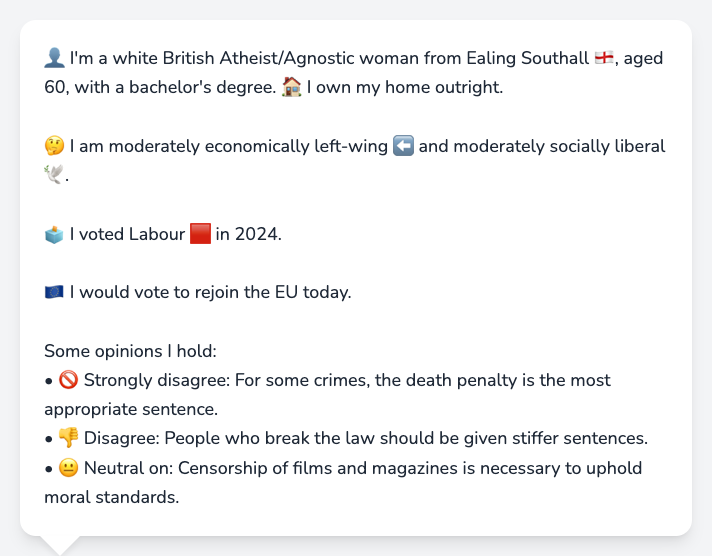 👤 I'm a white British Atheist/Agnostic woman from Ealing Southall 🏴󠁧󠁢󠁥󠁮󠁧󠁿, aged
60, with a bachelor's degree. 🏠 I own my home outright.
🤔 I am moderately economically left-wing ⬅️ and moderately socially liberal
🕊️.
🗳️ I voted Labour 🟥 in 2024.
🇪🇺 I would vote to rejoin the EU today.
Some opinions I hold:
• 🚫 Strongly disagree: For some crimes, the death penalty is the most
appropriate sentence.
• 👎 Disagree: People who break the law should be given stiffer sentences.
• 😐 Neutral on: Censorship of films and magazines is necessary to uphold
moral standards.